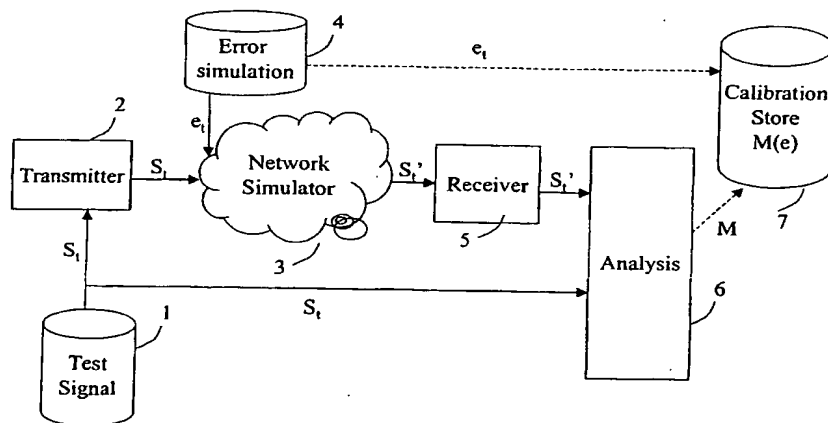 Error
simulation
4
e_t
Calibration
Store
M(e)
7
2
Transmitter
S_t
e_t
Network
Simulator
3
S_t'
Receiver
5
S_t'
Analysis
6
M
S_t
S_t
1
Test
Signal